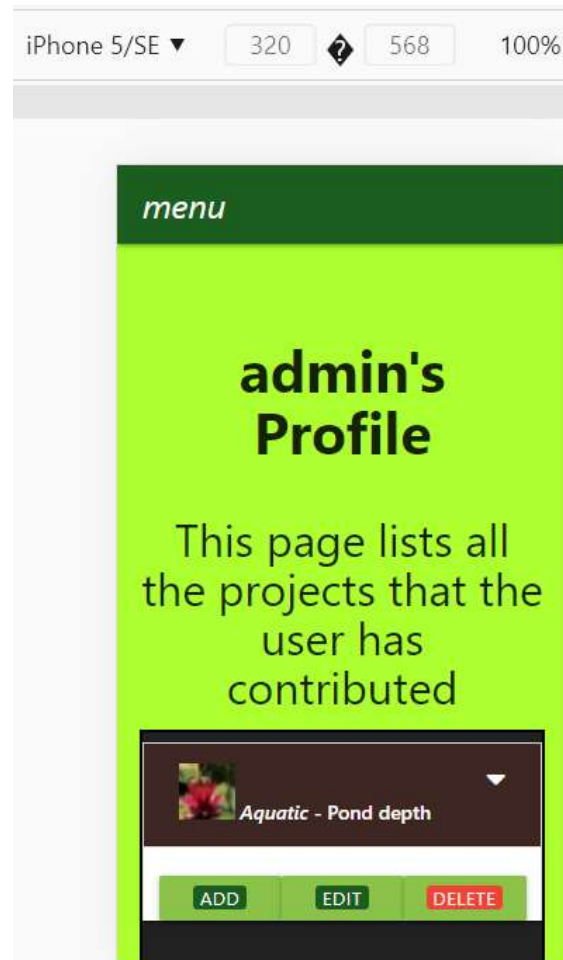 iPhone 5/SE ▼ 320 � 568 100%
menu
admin's
Profile
This page lists all
the projects that the
user has
contributed
Aquatic - Pond depth
ADD EDIT DELETE